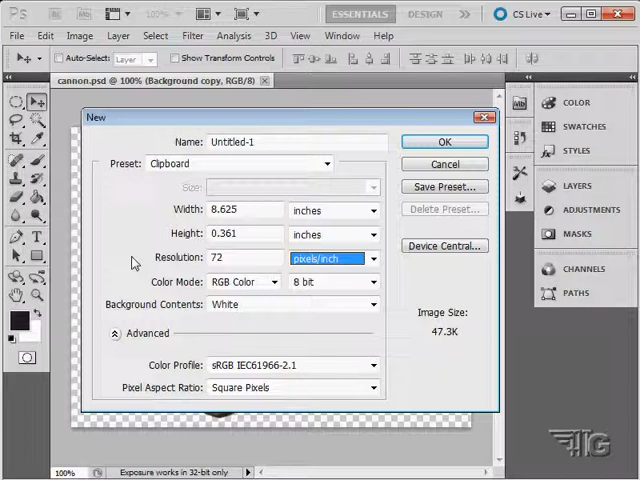 Ps Br Mb 100% ESSENTIALS DESIGN >> CS Live
File Edit Image Layer Select Filter Analysis 3D View Window Help
Auto-Select: Layer Show Transform Controls
cannon.psd @ 100% (Background copy, RGB/8) x
New
Name: Untitled-1
OK
Preset: Clipboard
Cancel
Size:
Save Preset...
Width: 8.625 inches
Delete Preset...
Height: 0.361 inches
Device Central...
Resolution: 72 pixels/inch
Color Mode: RGB Color 8 bit
Background Contents: White
Image Size:
47.3K
Advanced
Color Profile: sRGB IEC61966-2.1
Pixel Aspect Ratio: Square Pixels
Mb
COLOR
SWATCHES
STYLES
LAYERS
ADJUSTMENTS
MASKS
CHANNELS
PATHS
100% Exposure works in 32-bit only